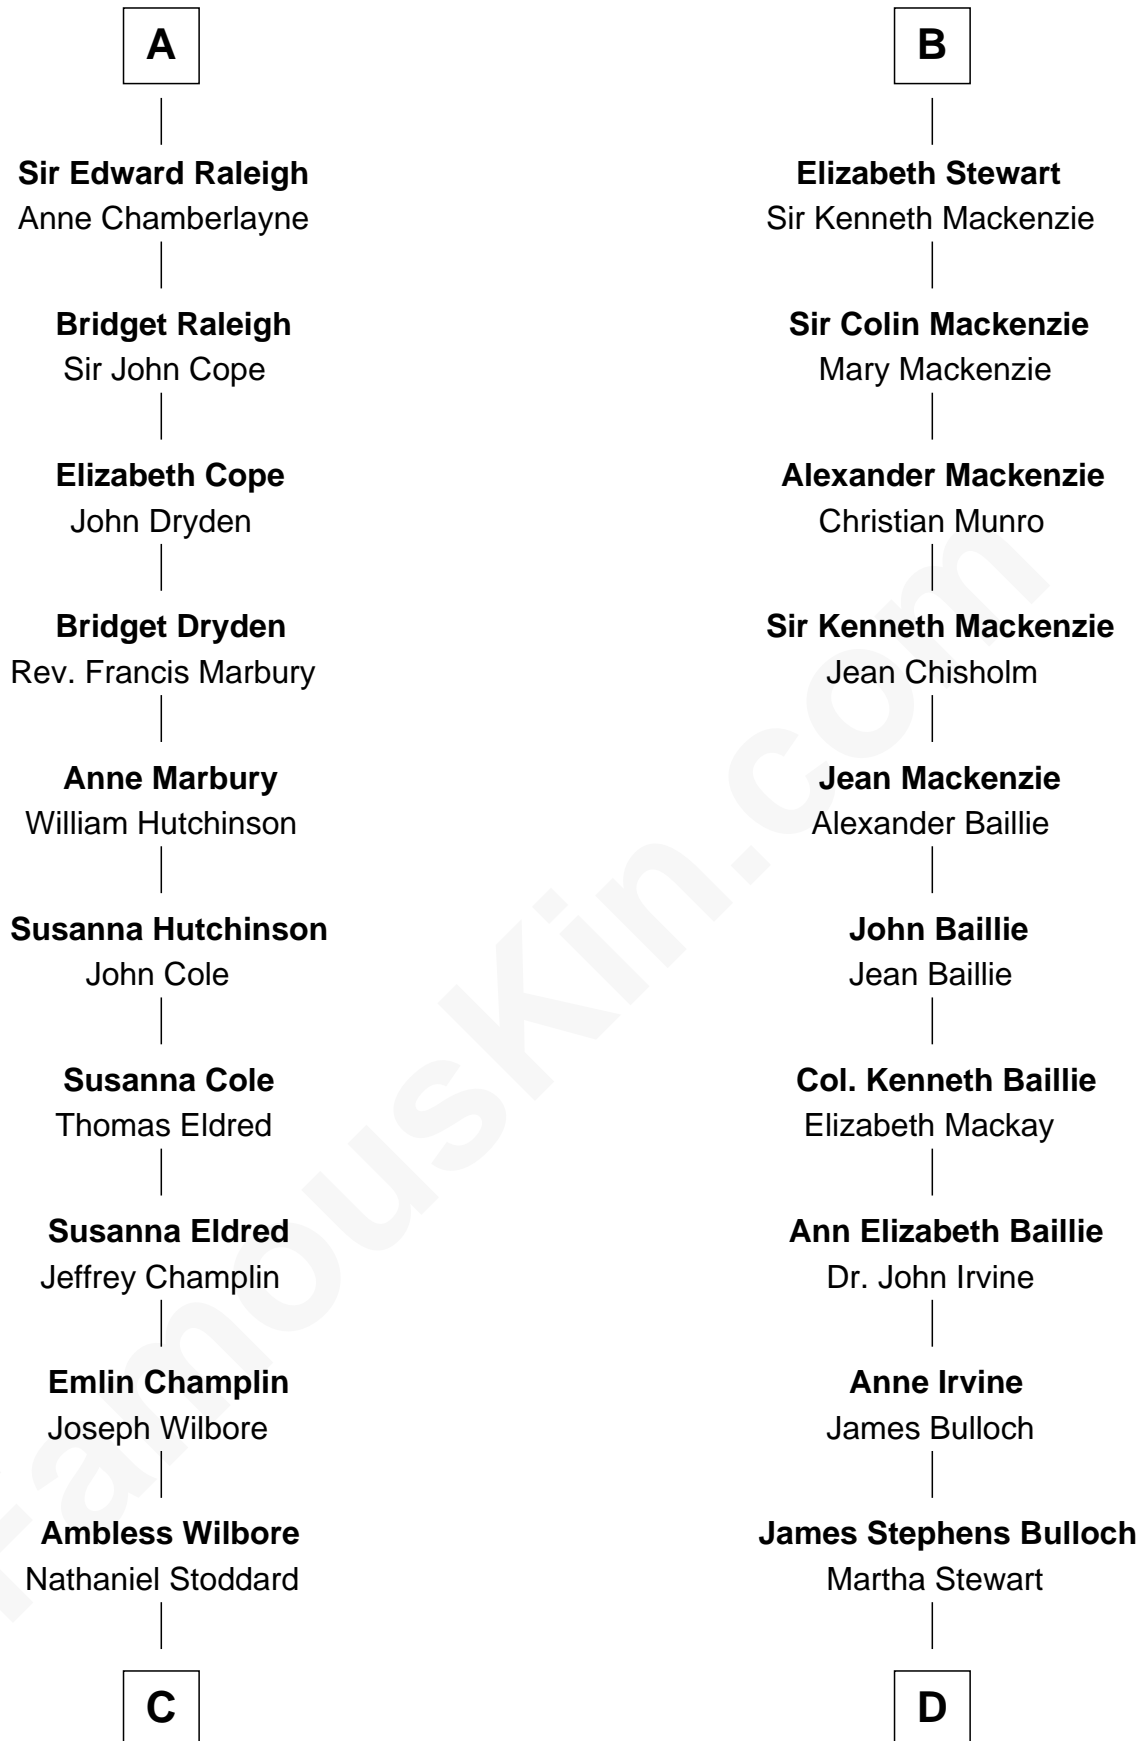 A
Sir Edward Raleigh
Anne Chamberlayne
Bridget Raleigh
Sir John Cope
Elizabeth Cope
John Dryden
Bridget Dryden
Rev. Francis Marbury
Anne Marbury
William Hutchinson
Susanna Hutchinson
John Cole
Susanna Cole
Thomas Eldred
Susanna Eldred
Jeffrey Champlin
Emlin Champlin
Joseph Wilbore
Ambless Wilbore
Nathaniel Stoddard
C
B
Elizabeth Stewart
Sir Kenneth Mackenzie
Sir Colin Mackenzie
Mary Mackenzie
Alexander Mackenzie
Christian Munro
Sir Kenneth Mackenzie
Jean Chisholm
Jean Mackenzie
Alexander Baillie
John Baillie
Jean Baillie
Col. Kenneth Baillie
Elizabeth Mackay
Ann Elizabeth Baillie
Dr. John Irvine
Anne Irvine
James Bulloch
James Stephens Bulloch
Martha Stewart
D
FamousKin.com